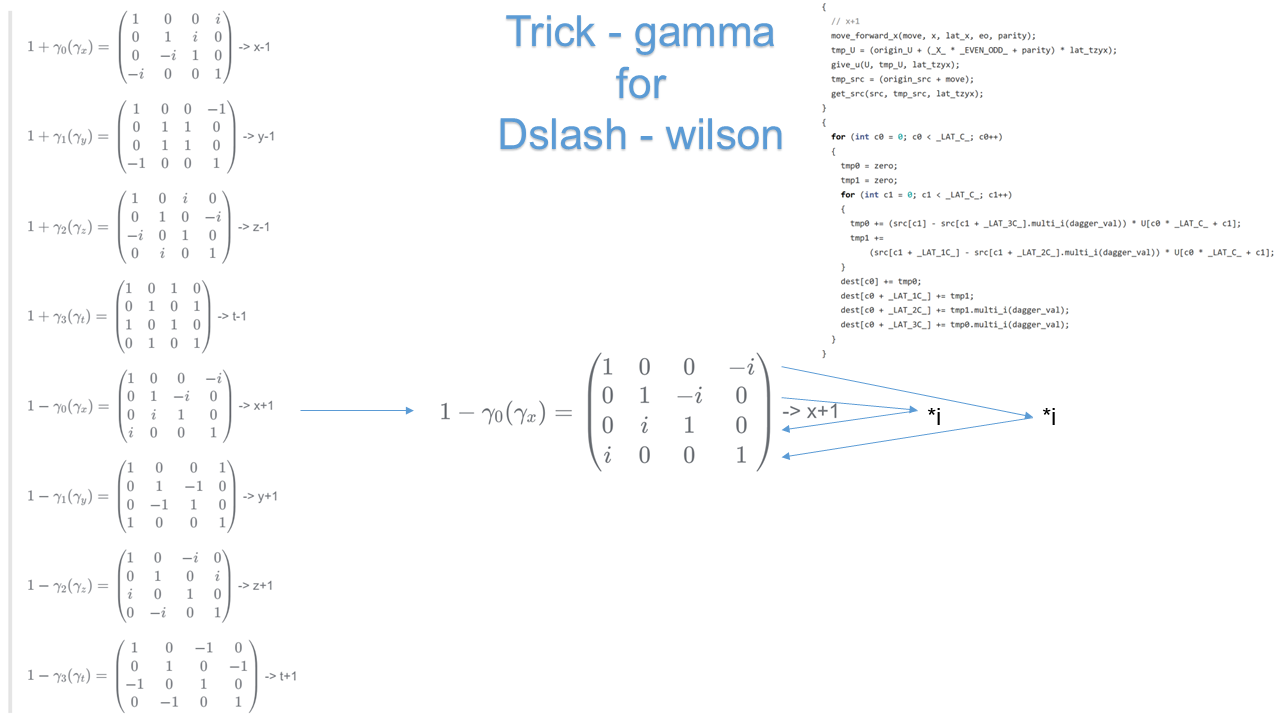 1 + γ₀(γₓ) = ( 1 0 0 i
0 1 i 0
0 −i 1 0
−i 0 0 1 ) -> x-1
1 + γ₁(γ_y) = ( 1 0 0 −1
0 1 1 0
0 1 1 0
−1 0 0 1 ) -> y-1
1 + γ₂(γ_z) = ( 1 0 i 0
0 1 0 −i
−i 0 1 0
0 i 0 1 ) -> z-1
1 + γ₃(γ_t) = ( 1 0 1 0
0 1 0 1
1 0 1 0
0 1 0 1 ) -> t-1
1 − γ₀(γₓ) = ( 1 0 0 −i
0 1 −i 0
0 i 1 0
i 0 0 1 ) -> x+1
1 − γ₁(γ_y) = ( 1 0 0 1
0 1 −1 0
0 −1 1 0
1 0 0 1 ) -> y+1
1 − γ₂(γ_z) = ( 1 0 −i 0
0 1 0 i
i 0 1 0
0 −i 0 1 ) -> z+1
1 − γ₃(γ_t) = ( 1 0 −1 0
0 1 0 −1
−1 0 1 0
0 −1 0 1 ) -> t+1
Trick - gamma
for
Dslash - wilson
{
// x+1
move_forward_x(move, x, lat_x, eo, parity);
tmp_U = (origin_U + (_X_ * _EVEN_ODD_ + parity) * lat_tzyx);
give_u(U, tmp_U, lat_tzyx);
tmp_src = (origin_src + move);
get_src(src, tmp_src, lat_tzyx);
}
{
for (int c0 = 0; c0 < _LAT_C_; c0++)
{
tmp0 = zero;
tmp1 = zero;
for (int c1 = 0; c1 < _LAT_C_; c1++)
{
tmp0 += (src[c1] - src[c1 + _LAT_3C_].multi_i(dagger_val)) * U[c0 * _LAT_C_ + c1];
tmp1 +=
(src[c1 + _LAT_1C_] - src[c1 + _LAT_2C_].multi_i(dagger_val)) * U[c0 * _LAT_C_ + c1];
}
dest[c0] += tmp0;
dest[c0 + _LAT_1C_] += tmp1;
dest[c0 + _LAT_2C_] += tmp1.multi_i(dagger_val);
dest[c0 + _LAT_3C_] += tmp0.multi_i(dagger_val);
}
}
1 − γ₀(γₓ) = ( 1 0 0 −i
0 1 −i 0
0 i 1 0
i 0 0 1 ) -> x+1
*i
*i